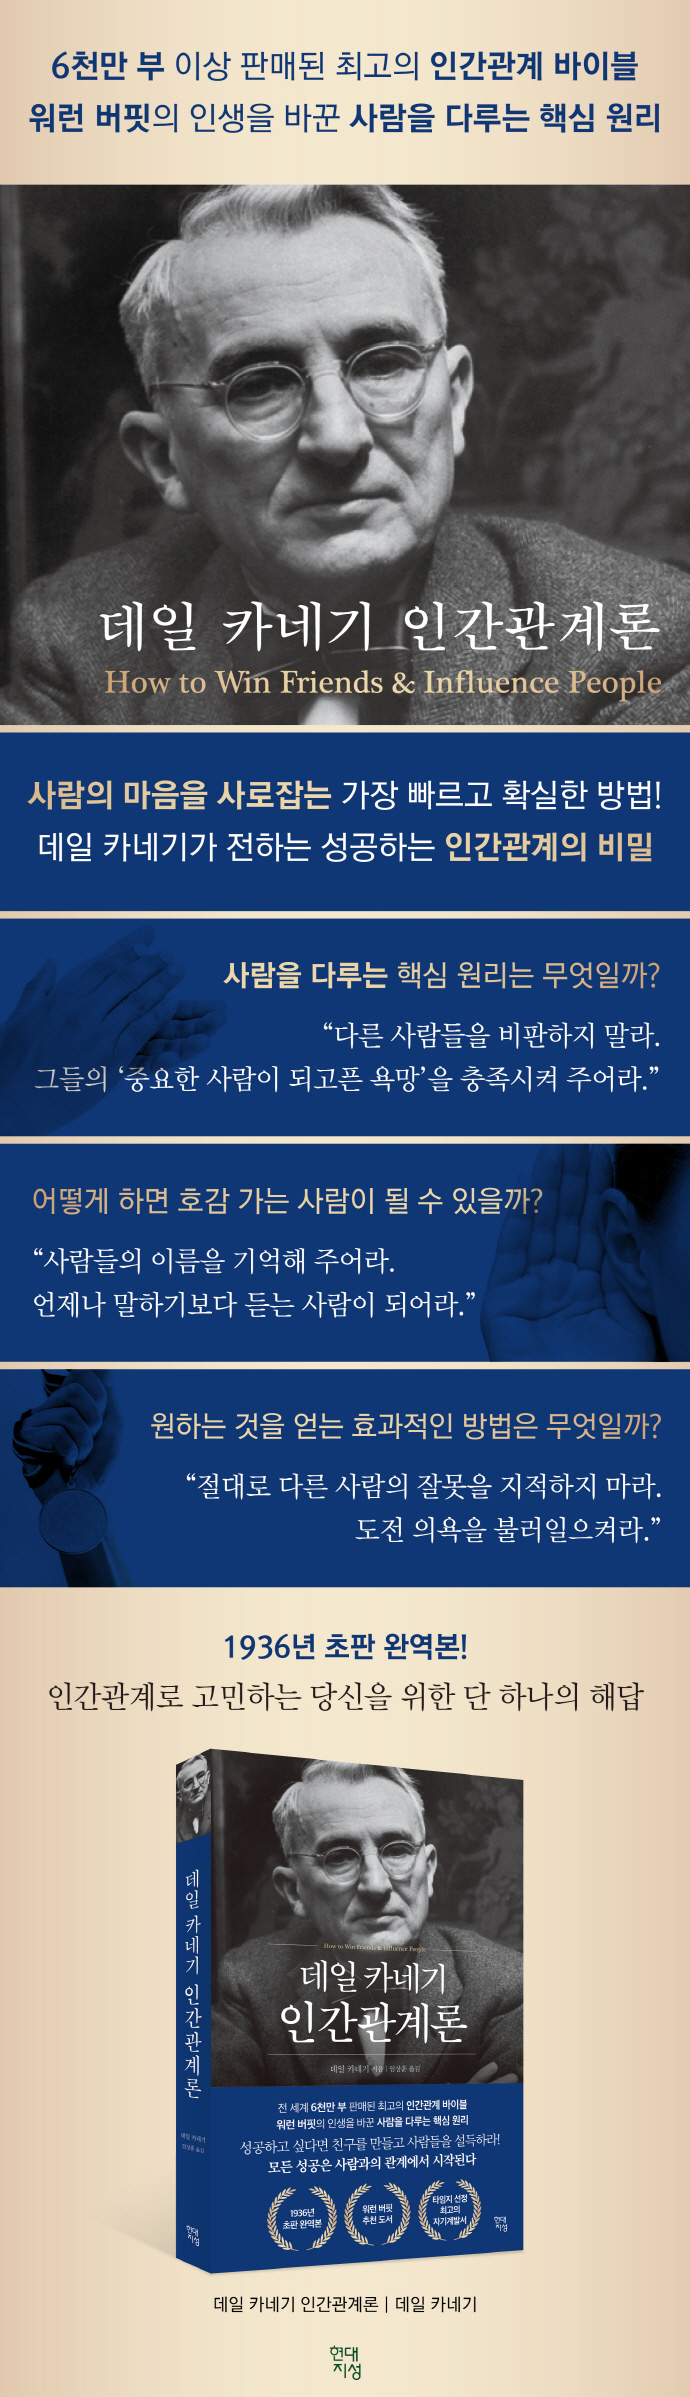 6천만 부 이상 판매된 최고의 인간관계 바이블
워런 버핏의 인생을 바꾼 사람을 다루는 핵심 원리
데일 카네기 인간관계론
How to Win Friends & Influence People
사람의 마음을 사로잡는 가장 빠르고 확실한 방법!
데일 카네기가 전하는 성공하는 인간관계의 비밀
사람을 다루는 핵심 원리는 무엇일까?
“다른 사람들을 비판하지 말라.
그들의 ‘중요한 사람이 되고픈 욕망’을 충족시켜 주어라.”
어떻게 하면 호감 가는 사람이 될 수 있을까?
“사람들의 이름을 기억해 주어라.
언제나 말하기보다 듣는 사람이 되어라.”
원하는 것을 얻는 효과적인 방법은 무엇일까?
“절대로 다른 사람의 잘못을 지적하지 마라.
도전 의욕을 불러일으켜라.”
1936년 초판 완역본!
인간관계로 고민하는 당신을 위한 단 하나의 해답
데일 카네기 인간관계론
데일 카네기
임상훈 옮김
현대
지성
How to Win Friends & Influence People
데일 카네기
인간관계론
데일 카네기 지음 | 임상훈 옮김
전 세계 6천만 부 판매된 최고의 인간관계 바이블
워런 버핏의 인생을 바꾼 사람을 다루는 핵심 원리
성공하고 싶다면 친구를 만들고 사람들을 설득하라!
모든 성공은 사람과의 관계에서 시작된다
1936년
초판 완역본
워런 버핏
추천 도서
타임지 선정
최고의
자기계발서
현대
지성
데일 카네기 인간관계론 | 데일 카네기
현대
지성